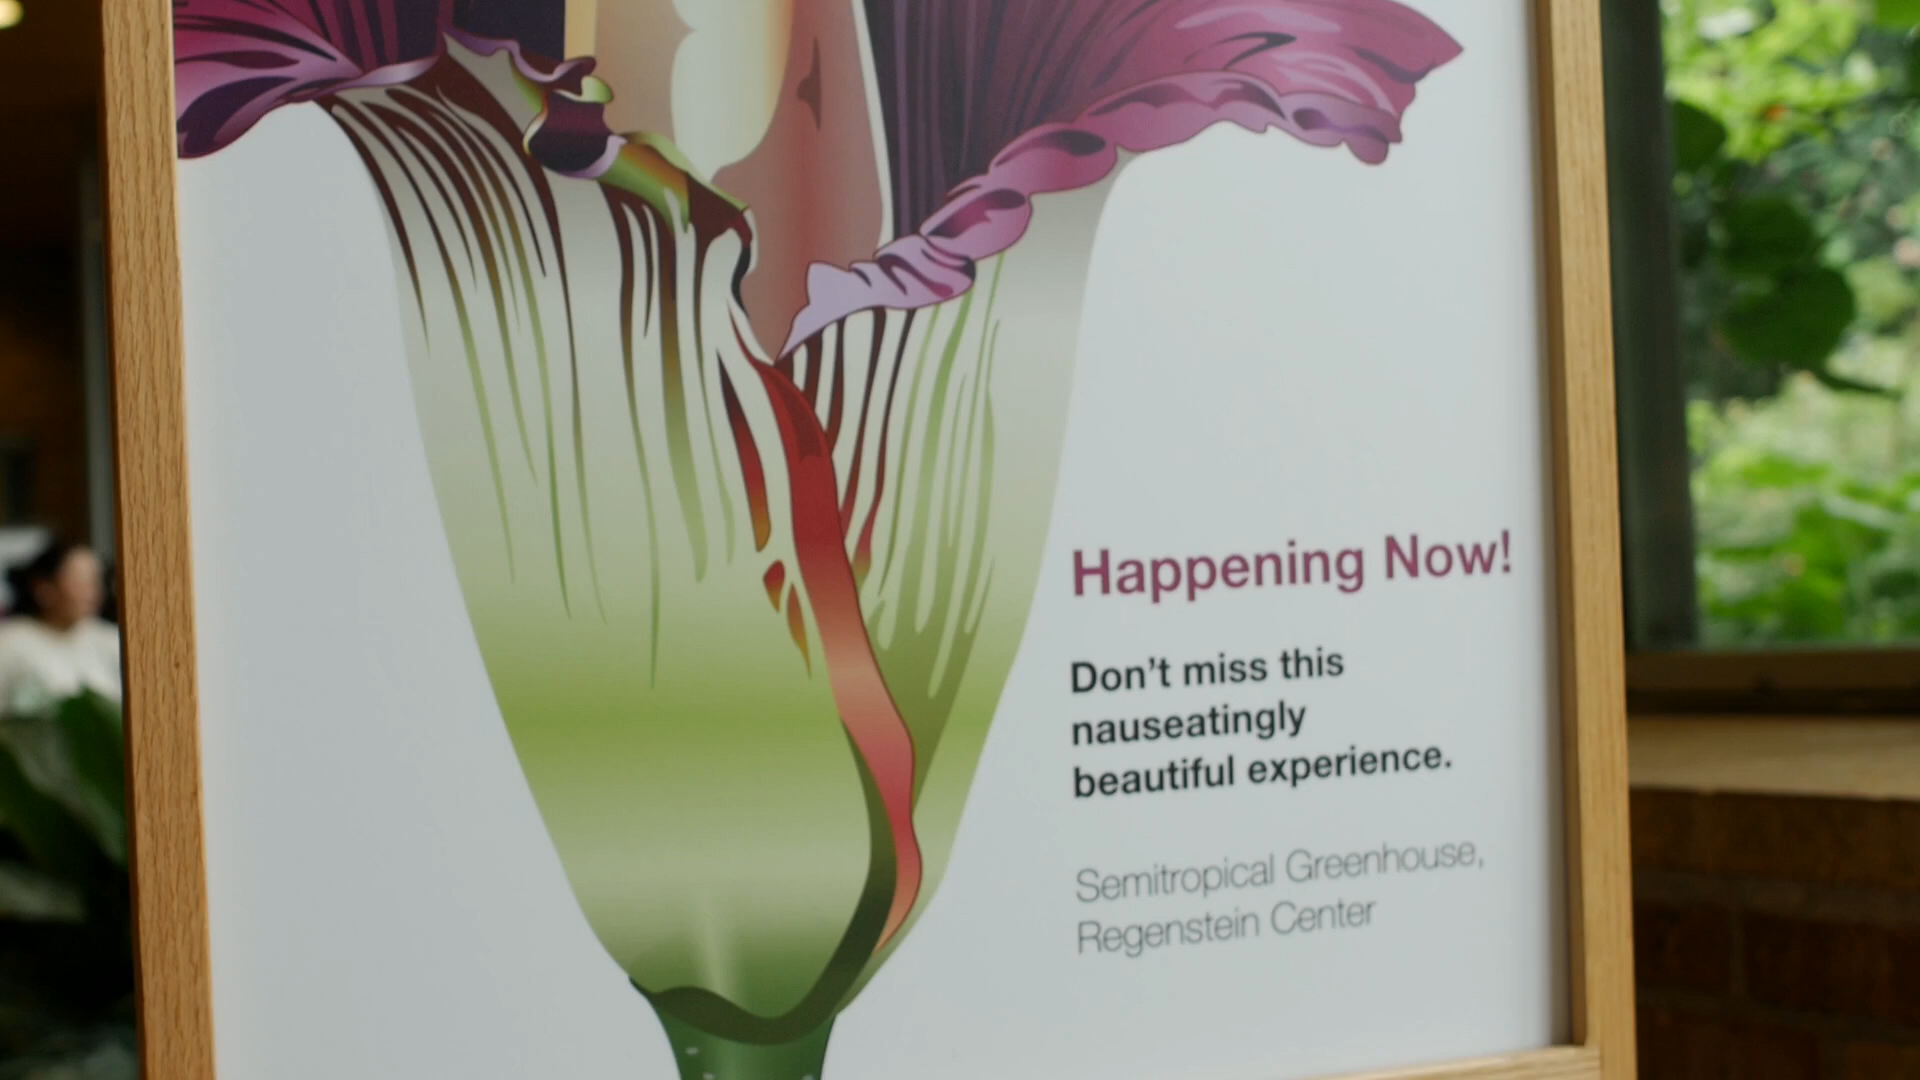 Happening Now!
Don't miss this
nauseatingly
beautiful experience.
Semitropical Greenhouse,
Regenstein Center